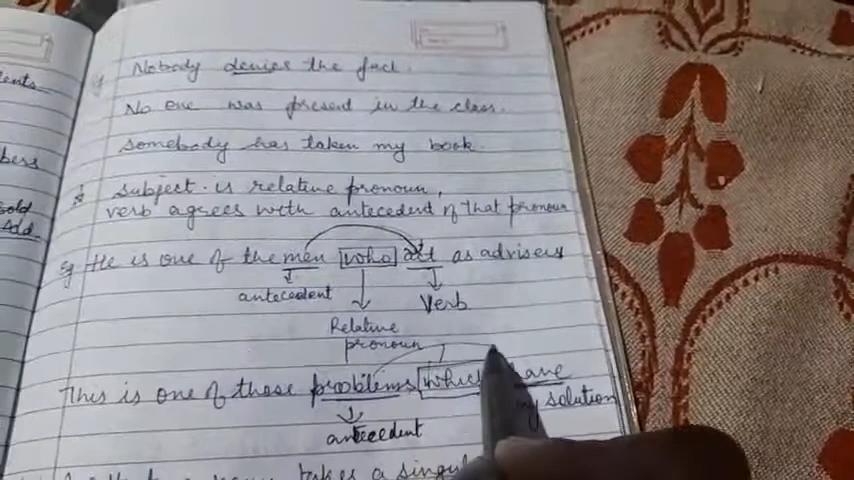 Nobody denies the fact.
No one was present in the class.
Somebody has taken my book.
Subject is relative pronoun,
verb agrees with antecedent of that pronoun
Eg He is one of the men who act as advisers
antecedent
Verb
Relative
pronoun
This is one of those problems which have
solution
antecedent
takes a